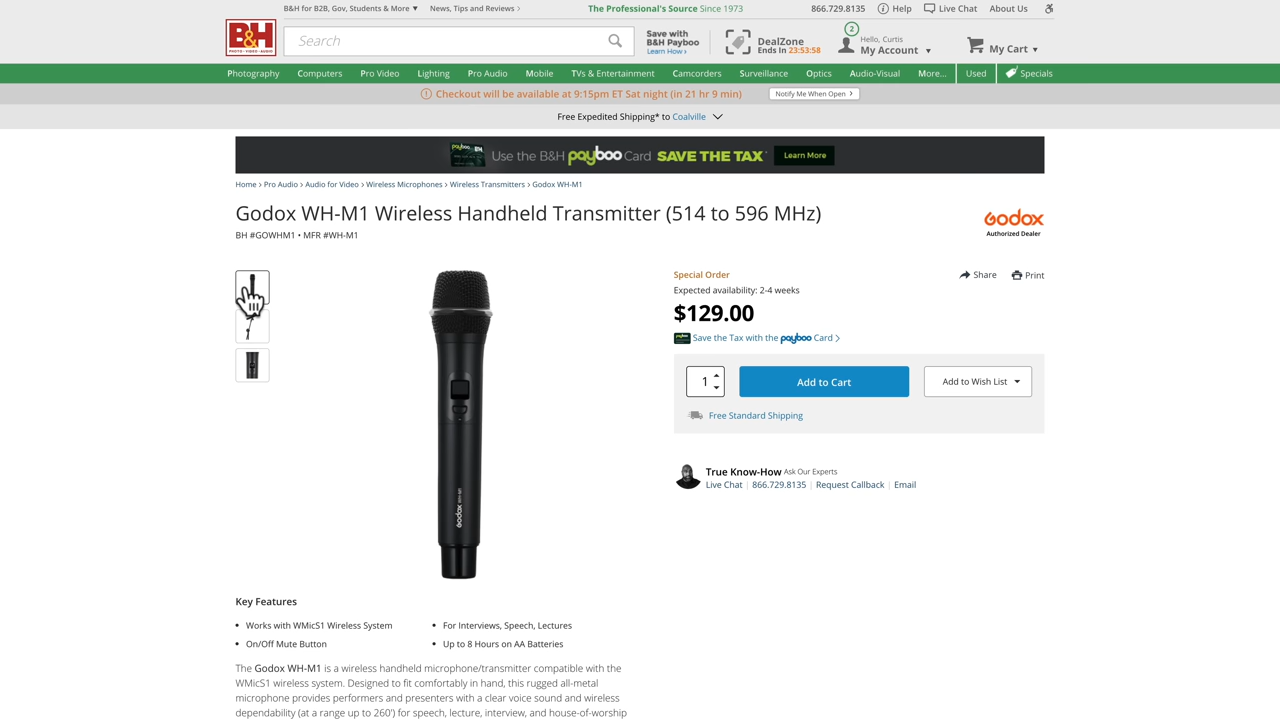 B&H for B2B, Gov, Students & More ▼ News, Tips and Reviews › The Professional's Source Since 1973 866.729.8135 Help Live Chat About Us
B&H
PHOTO • VIDEO • AUDIO
Search
Save with
B&H Payboo
Learn How ›
DealZone
Ends In 23:53:58
2
Hello, Curtis
My Account ▼
My Cart ▼
Photography Computers Pro Video Lighting Pro Audio Mobile TVs & Entertainment Camcorders Surveillance Optics Audio-Visual More... Used Specials
Checkout will be available at 9:15pm ET Sat night (in 21 hr 9 min) Notify Me When Open ›
Free Expedited Shipping* to Coalville
payboo B&H Use the B&H payboo Card SAVE THE TAX* Learn More
Home › Pro Audio › Audio for Video › Wireless Microphones › Wireless Transmitters › Godox WH-M1
Godox WH-M1 Wireless Handheld Transmitter (514 to 596 MHz)
BH #GOWHM1 • MFR #WH-M1
Godox
Authorized Dealer
Special Order
Share Print
Expected availability: 2-4 weeks
$129.00
Save the Tax with the payboo Card ›
1 Add to Cart Add to Wish List
Free Standard Shipping
True Know-How Ask Our Experts
Live Chat | 866.729.8135 | Request Callback | Email
Godox WH-M1
Key Features
• Works with WMicS1 Wireless System
• For Interviews, Speech, Lectures
• On/Off Mute Button
• Up to 8 Hours on AA Batteries
The Godox WH-M1 is a wireless handheld microphone/transmitter compatible with the
WMicS1 wireless system. Designed to fit comfortably in hand, this rugged all-metal
microphone provides performers and presenters with a clear voice sound and wireless
dependability (at a range up to 260') for speech, lecture, interview, and house-of-worship